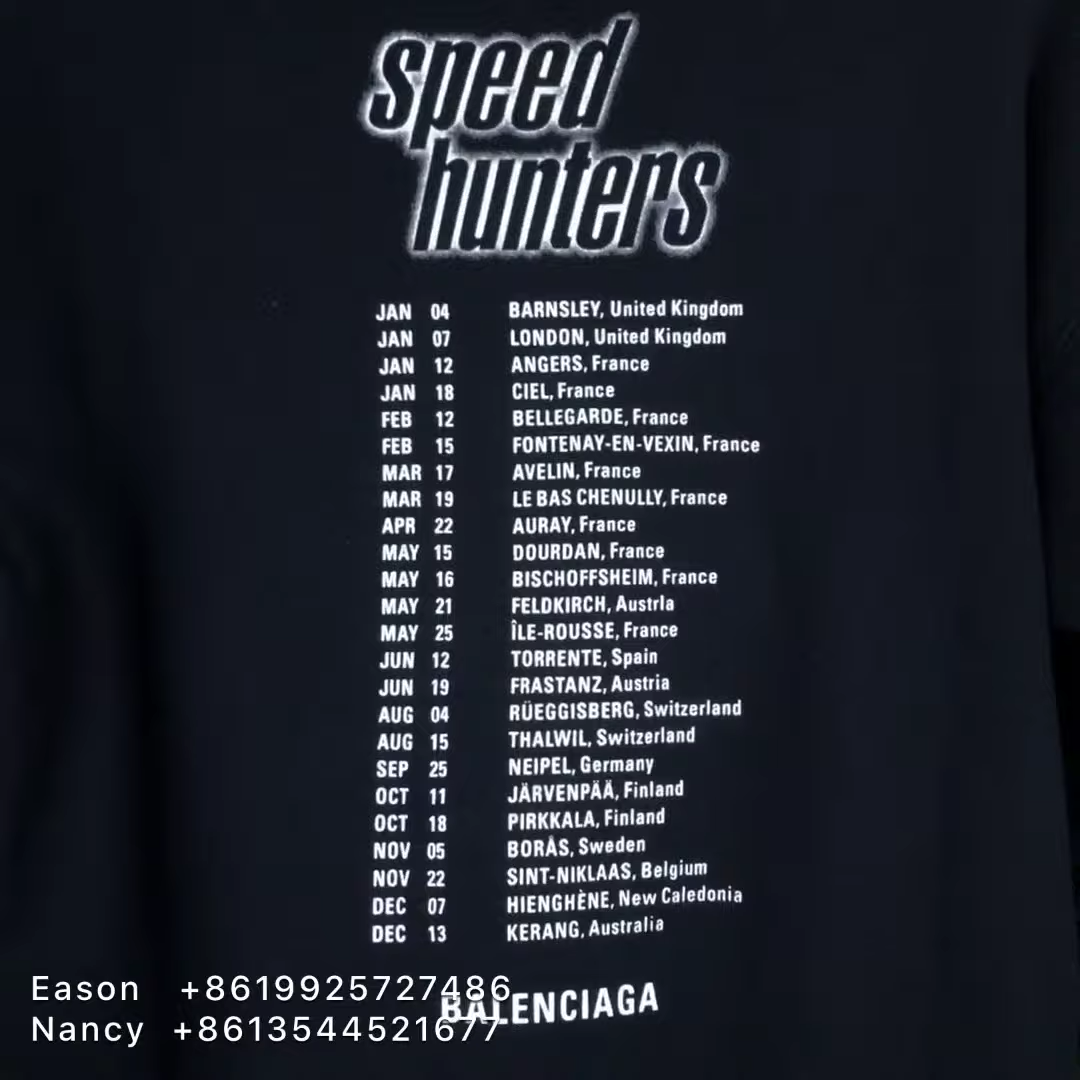 speed
hunters
JAN 04 BARNSLEY, United Kingdom
JAN 07 LONDON, United Kingdom
JAN 12 ANGERS, France
JAN 18 CIEL, France
FEB 12 BELLEGARDE, France
FEB 15 FONTENAY-EN-VEXIN, France
MAR 17 AVELIN, France
MAR 19 LE BAS CHENULLY, France
APR 22 AURAY, France
MAY 15 DOURDAN, France
MAY 16 BISCHOFFSHEIM, France
MAY 21 FELDKIRCH, Austrla
MAY 25 ÎLE-ROUSSE, France
JUN 12 TORRENTE, Spain
JUN 19 FRASTANZ, Austria
AUG 04 RÜEGGISBERG, Switzerland
AUG 15 THALWIL, Switzerland
SEP 25 NEIPEL, Germany
OCT 11 JÄRVENPÄÄ, Finland
OCT 18 PIRKKALA, Finland
NOV 05 BORÅS, Sweden
NOV 22 SINT-NIKLAAS, Belgium
DEC 07 HIENGHÈNE, New Caledonia
DEC 13 KERANG, Australia
Eason +8619925727486
BALENCIAGA
Nancy +8613544521677